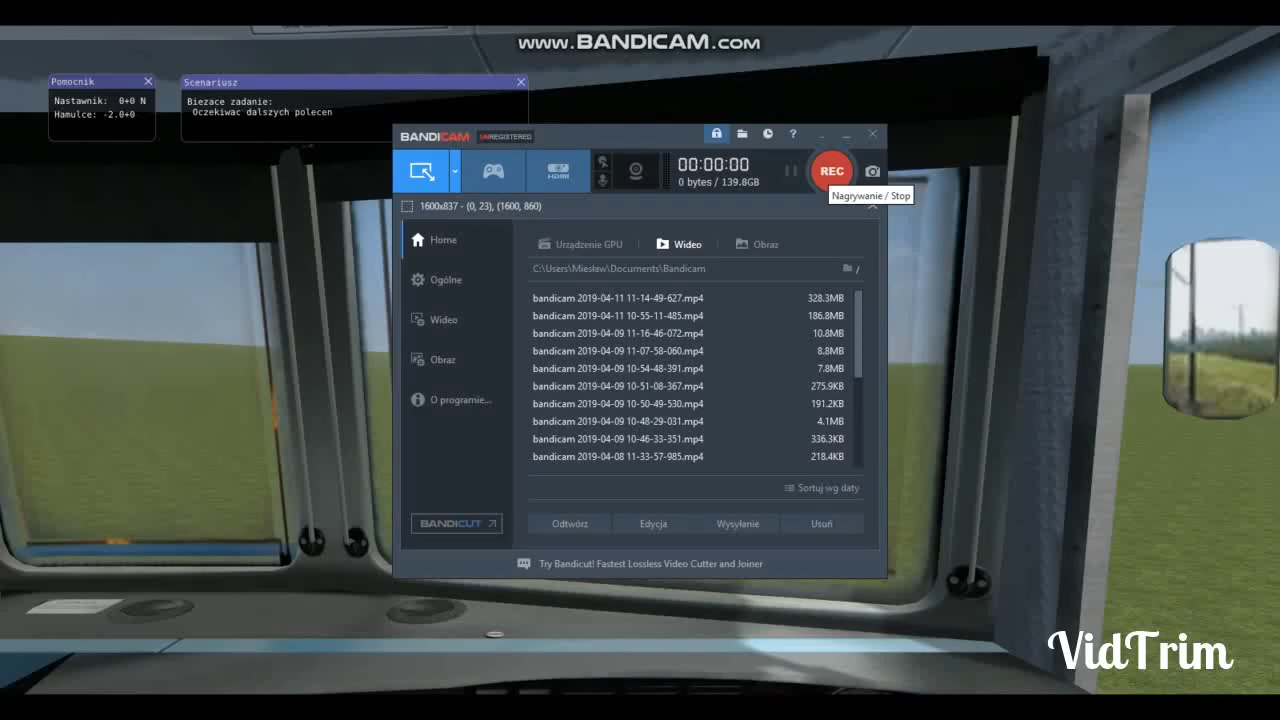 www.BANDICAM.com
Pomocnik
Nastawnik: 0+0 N
Hamulce: -2.0+0
Scenariusz
Biezace zadanie:
Oczekiwac dalszych polecen
BANDICAM UNREGISTERED
HDMI
00:00:00
0 bytes / 139.8GB
REC
Nagrywanie / Stop
1600x837 - (0, 23), (1600, 860)
Home
Ogólne
Wideo
Obraz
O programie...
BANDICUT
Urządzenie GPU
Wideo
Obraz
C:\Users\Miesław\Documents\Bandicam
bandicam 2019-04-11 11-14-49-627.mp4 328.3MB
bandicam 2019-04-11 10-55-11-485.mp4 186.8MB
bandicam 2019-04-09 11-16-46-072.mp4 10.8MB
bandicam 2019-04-09 11-07-58-060.mp4 8.8MB
bandicam 2019-04-09 10-54-48-391.mp4 7.8MB
bandicam 2019-04-09 10-51-08-367.mp4 275.9KB
bandicam 2019-04-09 10-50-49-530.mp4 191.2KB
bandicam 2019-04-09 10-48-29-031.mp4 4.1MB
bandicam 2019-04-09 10-46-33-351.mp4 336.3KB
bandicam 2019-04-08 11-33-57-985.mp4 218.4KB
Sortuj wg daty
Odtwórz Edycja Wysyłanie Usuń
Try Bandicut! Fastest Lossless Video Cutter and Joiner
VidTrim